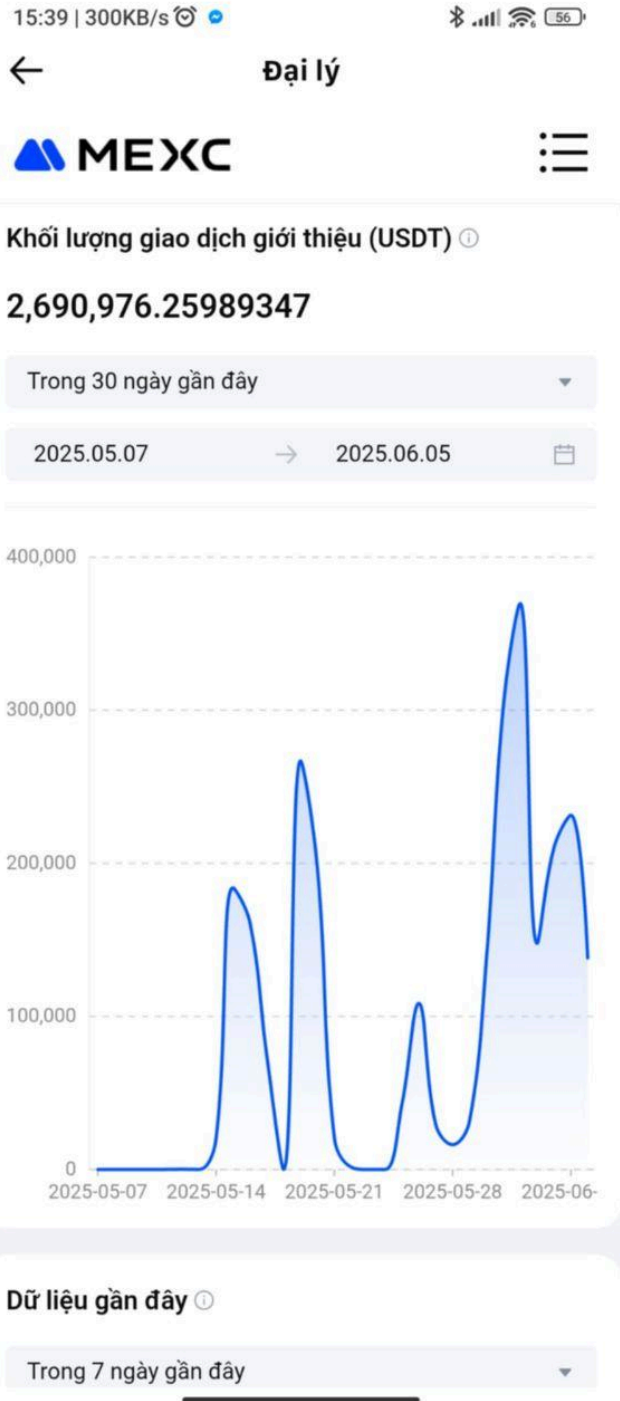 15:39 | 300KB/s
56
Đại lý
MEXC
Khối lượng giao dịch giới thiệu (USDT)
2,690,976.25989347
Trong 30 ngày gần đây
2025.05.07 → 2025.06.05
400,000
300,000
200,000
100,000
0
2025-05-07 2025-05-14 2025-05-21 2025-05-28 2025-06-
Dữ liệu gần đây
Trong 7 ngày gần đây